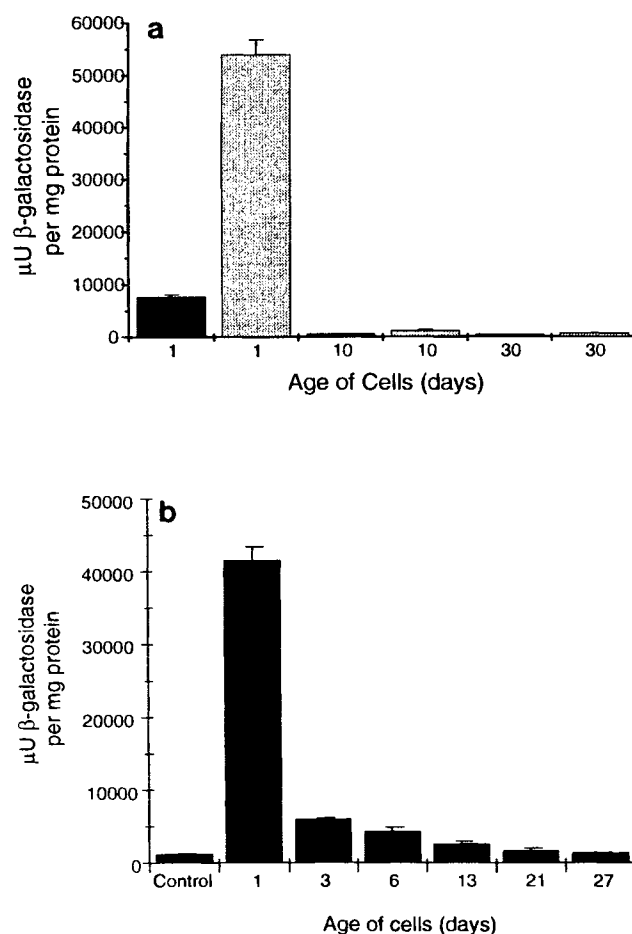 a
60000
50000
40000
30000
20000
10000
0
μU β-galactosidase
per mg protein
1 1 10 10 30 30
Age of Cells (days)
b
50000
40000
30000
20000
10000
0
μU β-galactosidase
per mg protein
Control 1 3 6 13 21 27
Age of cells (days)